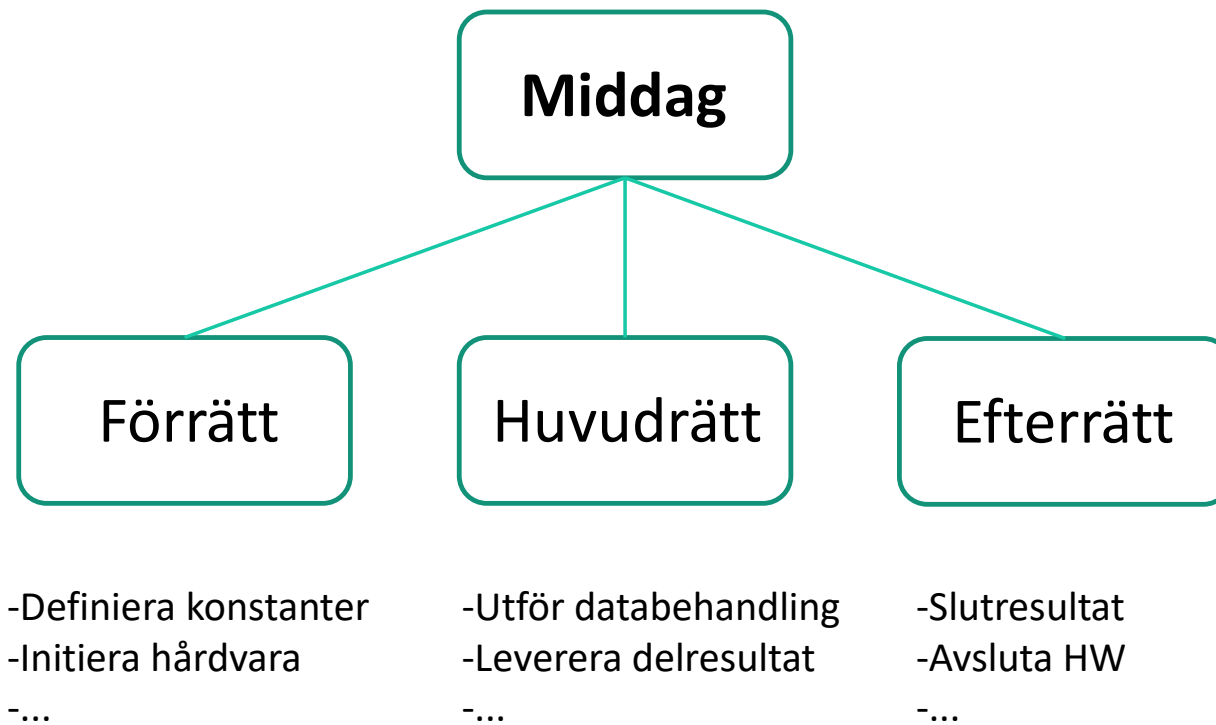 Middag
Förrätt
Huvudrätt
Efterrätt
-Definiera konstanter
-Initiera hårdvara
-...
-Utför databehandling
-Leverera delresultat
-...
-Slutresultat
-Avsluta HW
-...